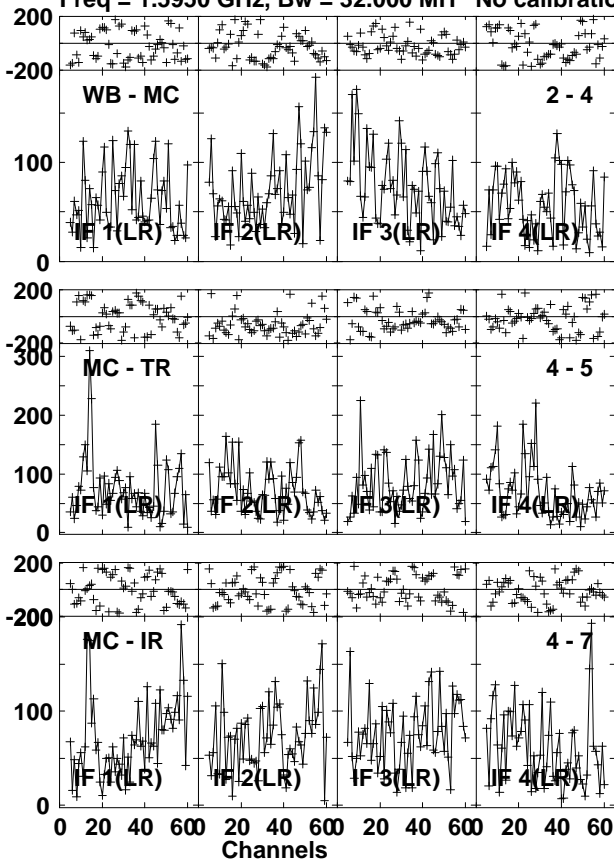 Freq = 1.5950 GHz, Bw = 32.000 MH No calibratio
200
-200
WB - MC
2 - 4
100
0
IF 1(LR)
IF 2(LR)
IF 3(LR)
IF 4(LR)
200
-200
300
MC - TR
4 - 5
200
100
0
IF 1(LR)
IF 2(LR)
IF 3(LR)
IF 4(LR)
200
-200
200
MC - IR
4 - 7
100
0
IF 1(LR)
IF 2(LR)
IF 3(LR)
IF 4(LR)
0 20 40 60 0 20 40 60 0 20 40 60 0 20 40 60
Channels